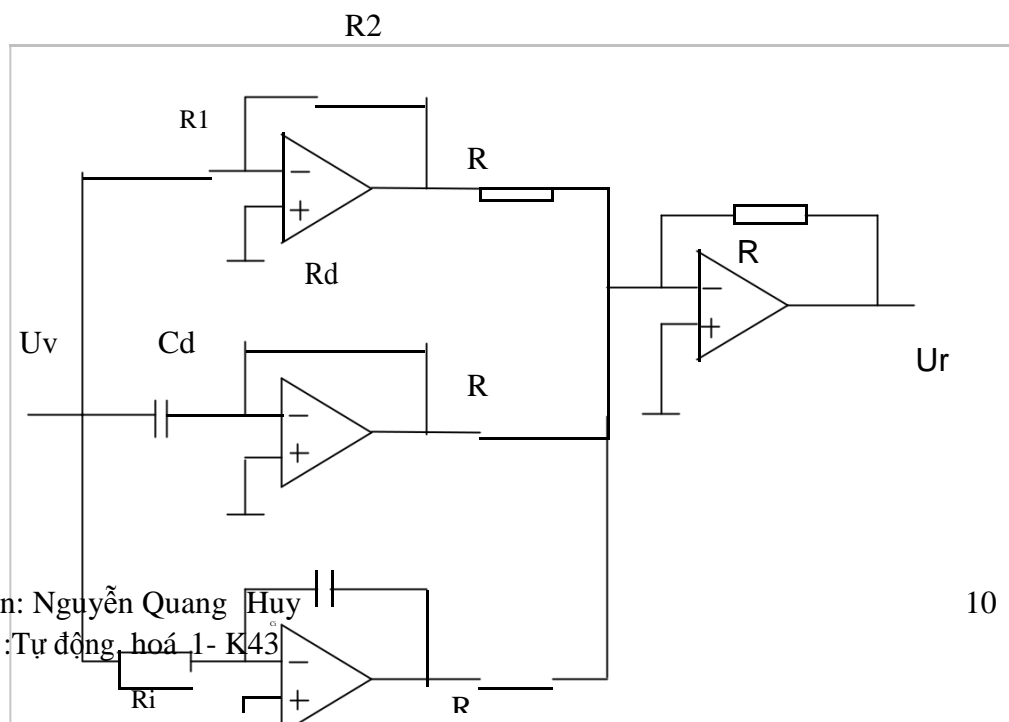 R2
R1
R
R
Rd
Uv
Cd
Ur
R
n: Nguyễn Quang Huy
10
:Tự động hoá 1- K43
Ri
R